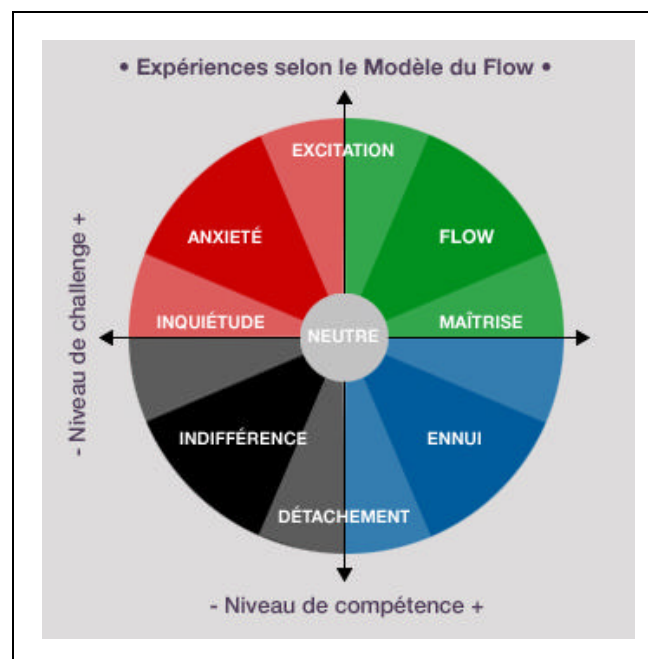 • Expériences selon le Modèle du Flow •
EXCITATION
ANXIETÉ
FLOW
- Niveau de challenge +
INQUIÉTUDE
NEUTRE
MAÎTRISE
INDIFFÉRENCE
ENNUI
DÉTACHEMENT
- Niveau de compétence +